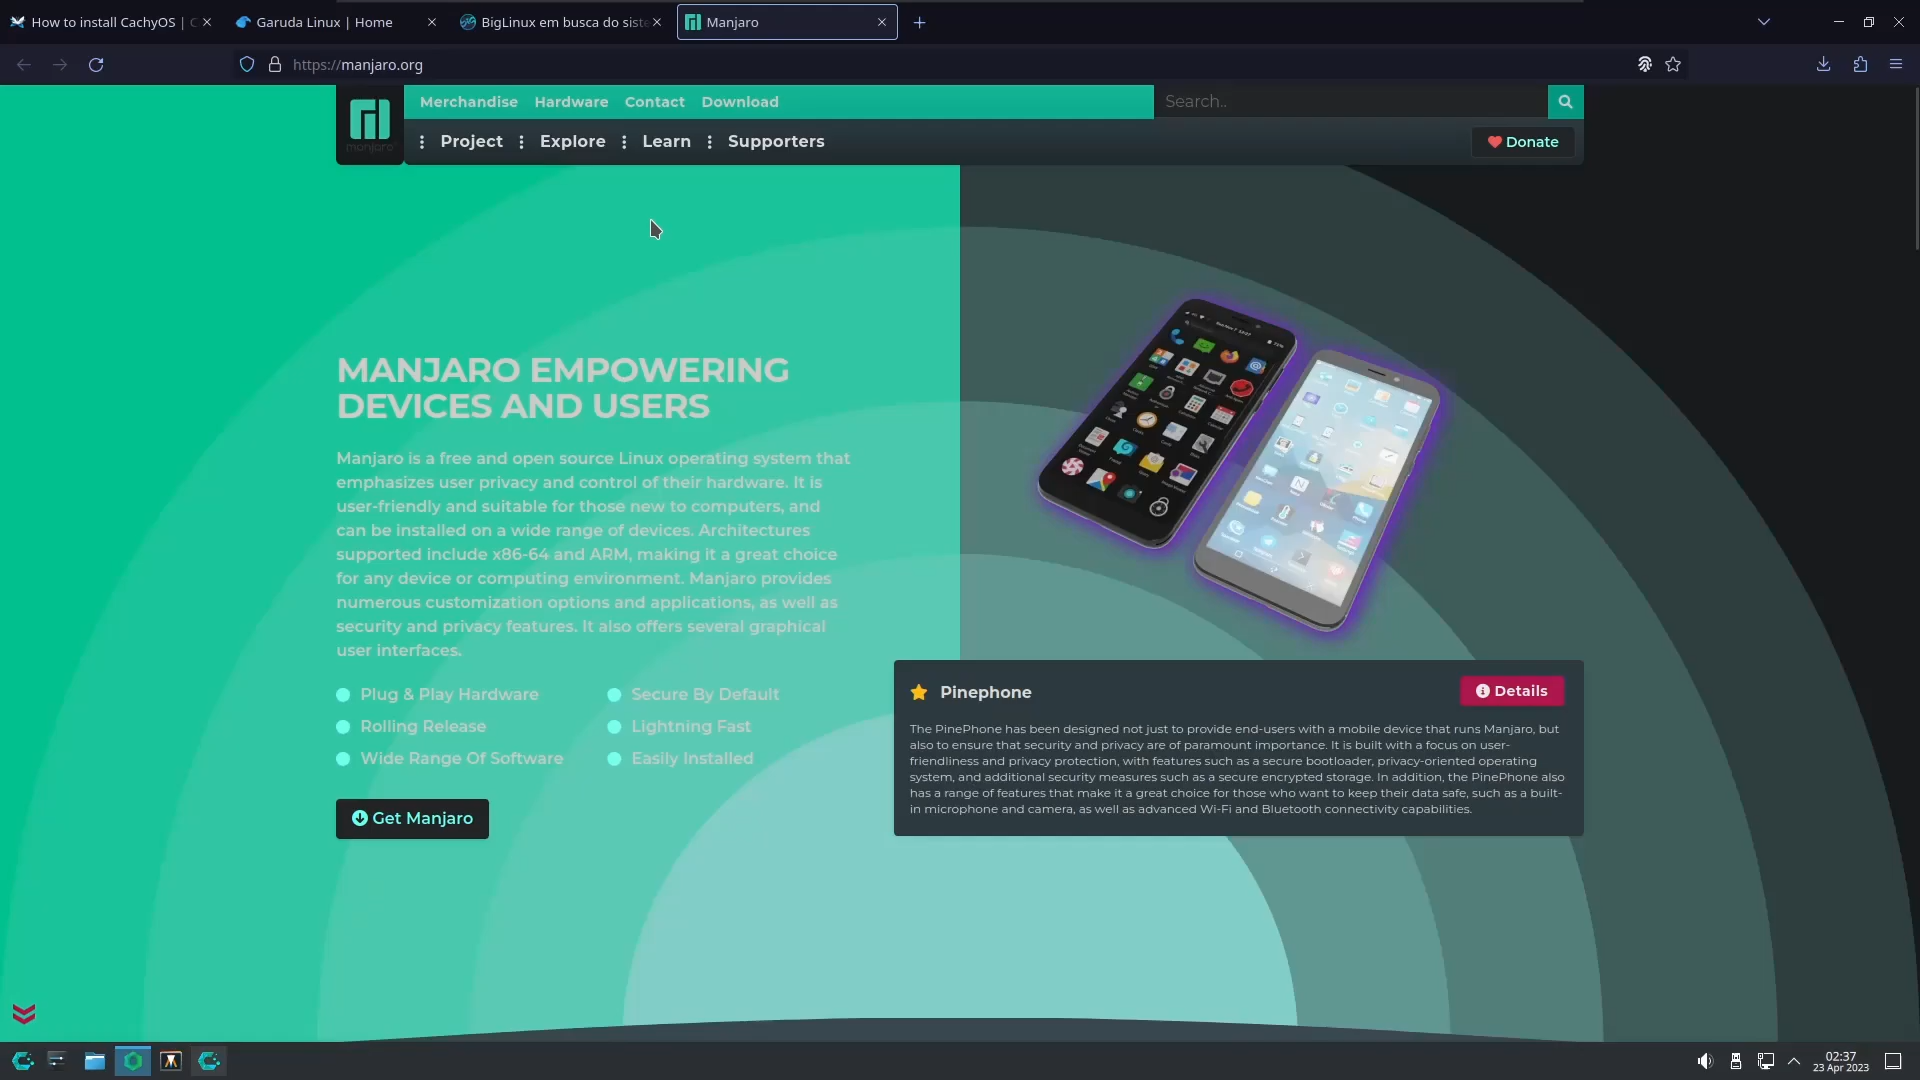 How to install CachyOS | C
Garuda Linux | Home
BigLinux em busca do siste
Manjaro
https://manjaro.org
Merchandise Hardware Contact Download
Search..
manjaro
Project Explore Learn Supporters
Donate
MANJARO EMPOWERING
DEVICES AND USERS
Manjaro is a free and open source Linux operating system that
emphasizes user privacy and control of their hardware. It is
user-friendly and suitable for those new to computers, and
can be installed on a wide range of devices. Architectures
supported include x86-64 and ARM, making it a great choice
for any device or computing environment. Manjaro provides
numerous customization options and applications, as well as
security and privacy features. It also offers several graphical
user interfaces.
Plug & Play Hardware
Secure By Default
Rolling Release
Lightning Fast
Wide Range Of Software
Easily Installed
Get Manjaro
Pinephone
Details
The PinePhone has been designed not just to provide end-users with a mobile device that runs Manjaro, but
also to ensure that security and privacy are of paramount importance. It is built with a focus on user-
friendliness and privacy protection, with features such as a secure bootloader, privacy-oriented operating
system, and additional security measures such as a secure encrypted storage. In addition, the PinePhone also
has a range of features that make it a great choice for those who want to keep their data safe, such as a built-
in microphone and camera, as well as advanced Wi-Fi and Bluetooth connectivity capabilities.
02:37
23 Apr 2023